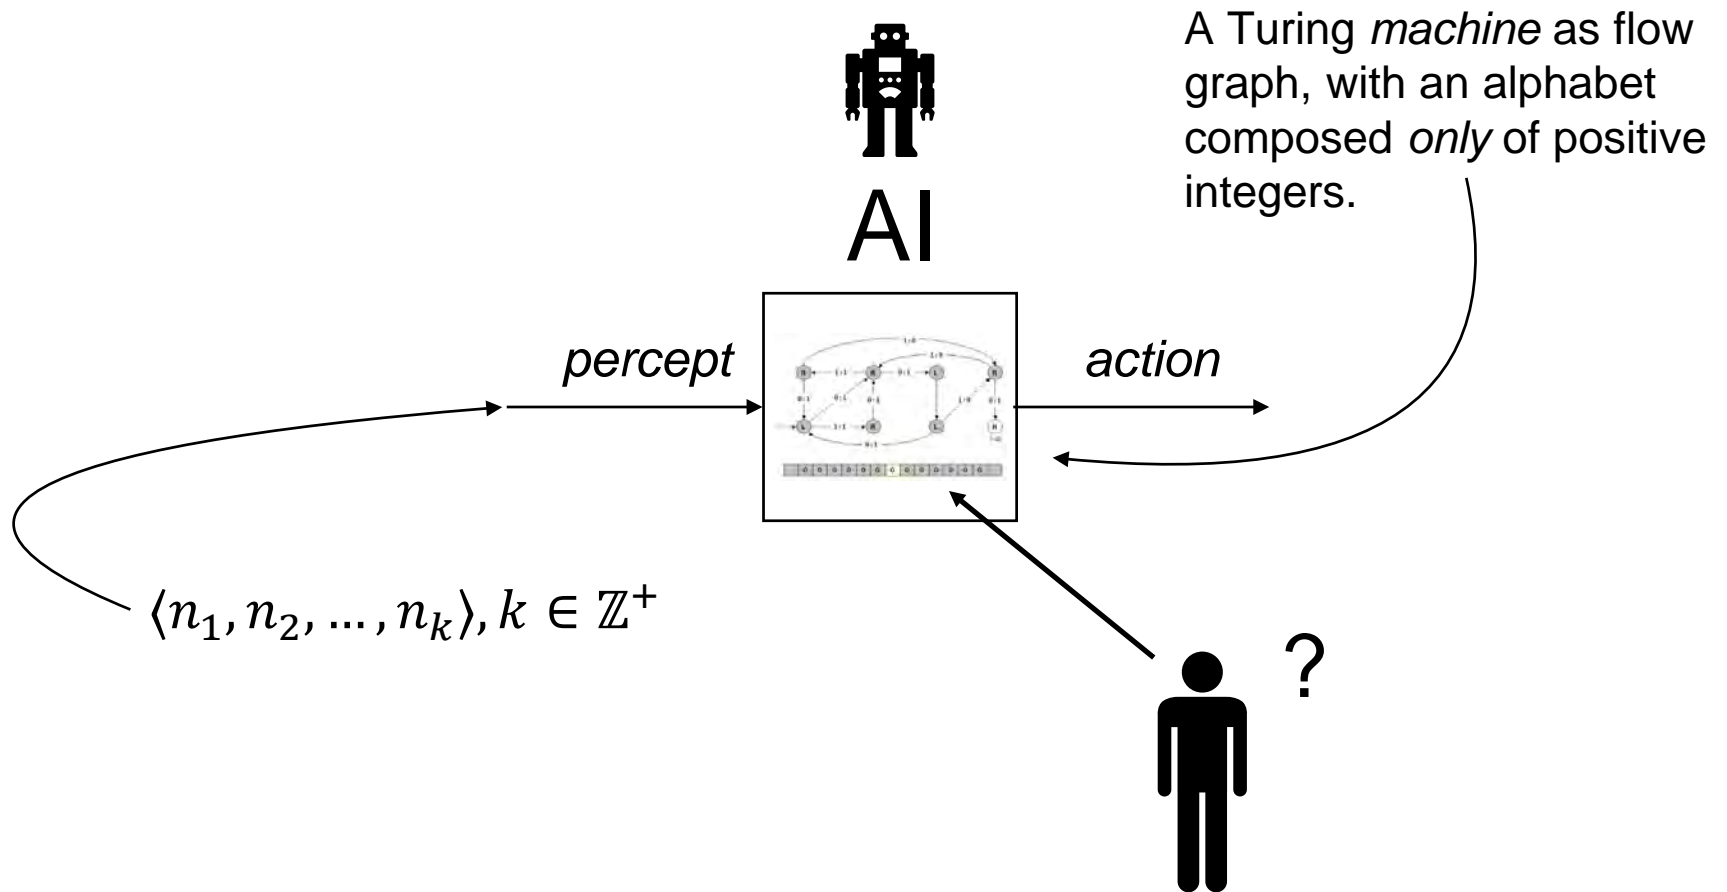 A Turing machine as flow
graph, with an alphabet
composed only of positive
integers.
AI
percept
action
⟨n₁, n₂, … , nₖ⟩, k ∈ ℤ⁺
?